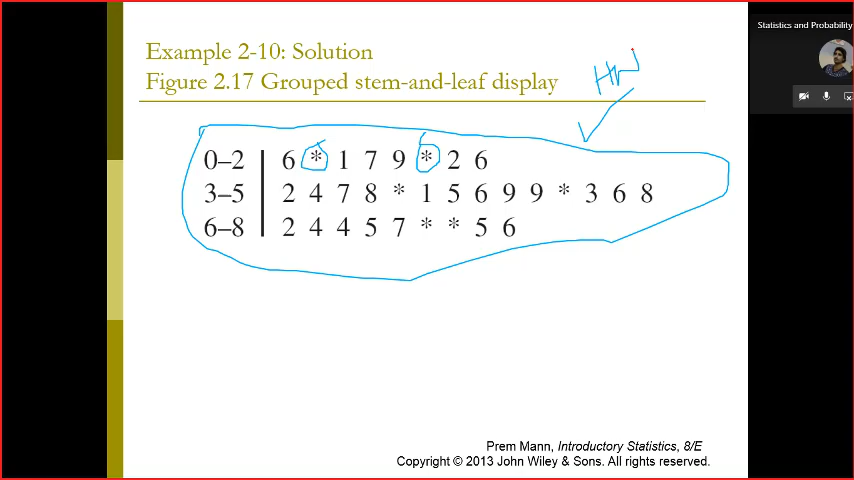 Statistics and Probability
Example 2-10: Solution
Figure 2.17 Grouped stem-and-leaf display
HW
0–2 | 6 * 1 7 9 * 2 6
3–5 | 2 4 7 8 * 1 5 6 9 9 * 3 6 8
6–8 | 2 4 4 5 7 * * 5 6
Prem Mann, Introductory Statistics, 8/E
Copyright © 2013 John Wiley & Sons. All rights reserved.